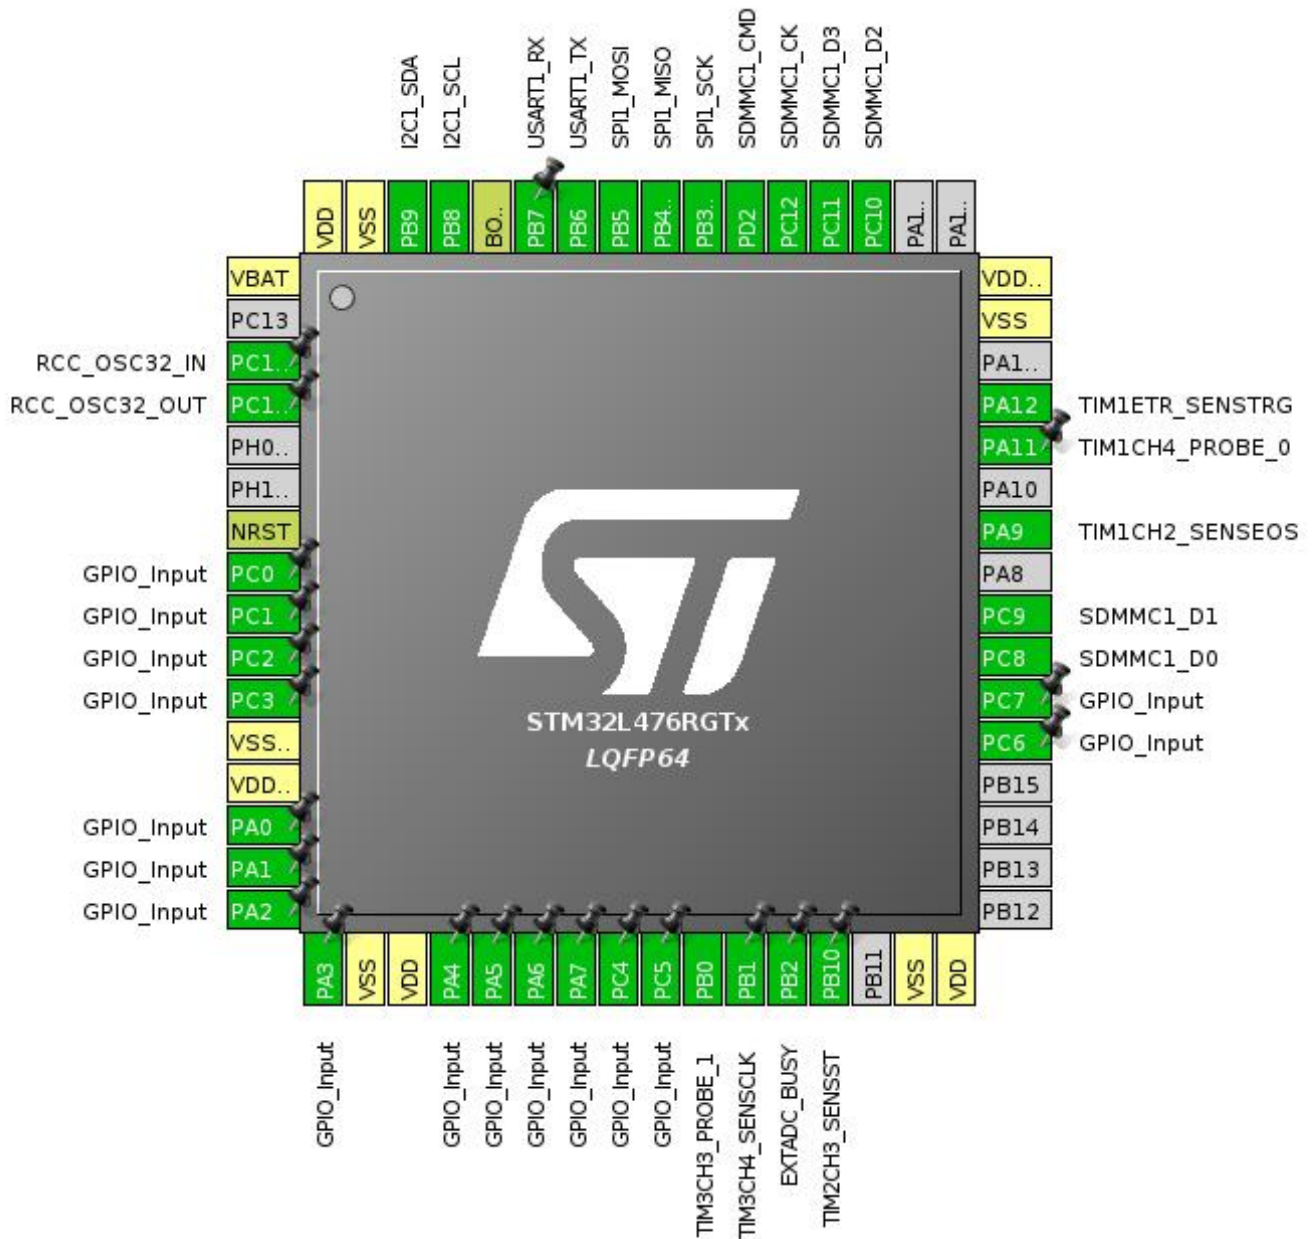 I2C1_SDA
I2C1_SCL
USART1_RX
USART1_TX
SPI1_MOSI
SPI1_MISO
SPI1_SCK
SDMMC1_CMD
SDMMC1_CK
SDMMC1_D3
SDMMC1_D2
VDD
VSS
PB9
PB8
BO..
PB7
PB6
PB5
PB4..
PB3..
PD2
PC12
PC11
PC10
PA1..
PA1..
VBAT
PC13
RCC_OSC32_IN PC1..
RCC_OSC32_OUT PC1..
PH0..
PH1..
NRST
GPIO_Input PC0
GPIO_Input PC1
GPIO_Input PC2
GPIO_Input PC3
VSS..
VDD..
GPIO_Input PA0
GPIO_Input PA1
GPIO_Input PA2
ST
STM32L476RGTx
LQFP64
VDD..
VSS
PA1..
PA12 TIM1ETR_SENSTRG
PA11 TIM1CH4_PROBE_0
PA10
PA9 TIM1CH2_SENSEOS
PA8
PC9 SDMMC1_D1
PC8 SDMMC1_D0
PC7 GPIO_Input
PC6 GPIO_Input
PB15
PB14
PB13
PB12
PA3
VSS
VDD
PA4
PA5
PA6
PA7
PC4
PC5
PB0
PB1
PB2
PB10
PB11
VSS
VDD
GPIO_Input
GPIO_Input
GPIO_Input
GPIO_Input
GPIO_Input
GPIO_Input
GPIO_Input
TIM3CH3_PROBE_1
TIM3CH4_SENSCLK
EXTADC_BUSY
TIM2CH3_SENSST